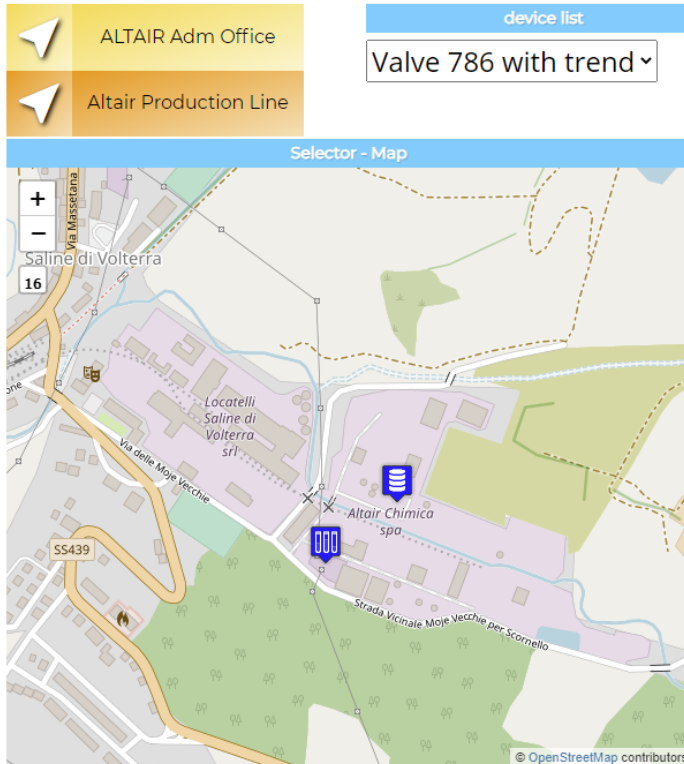 ALTAIR Adm Office
device list
Valve 786 with trend
Altair Production Line
Selector - Map
+
−
16
Via Massetana
Saline di Volterra
Locatelli
Saline di
Volterra
srl
one
Via delle Moje Vecchie
Altair Chimica
spa
SS439
Strada Vicinale Moje Vecchie per Scornello
© OpenStreetMap contributors